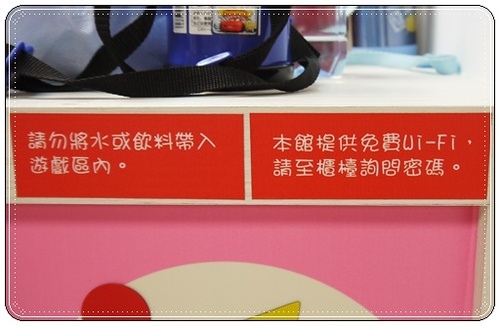 請勿將水或飲料帶入
遊戲區內。
本館提供免費Wi-Fi，
請至櫃檯詢問密碼。